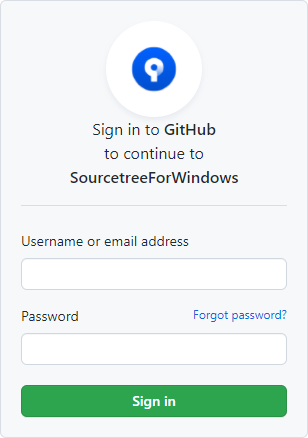 Sign in to GitHub
to continue to
SourcetreeForWindows
Username or email address
Password Forgot password?
Sign in